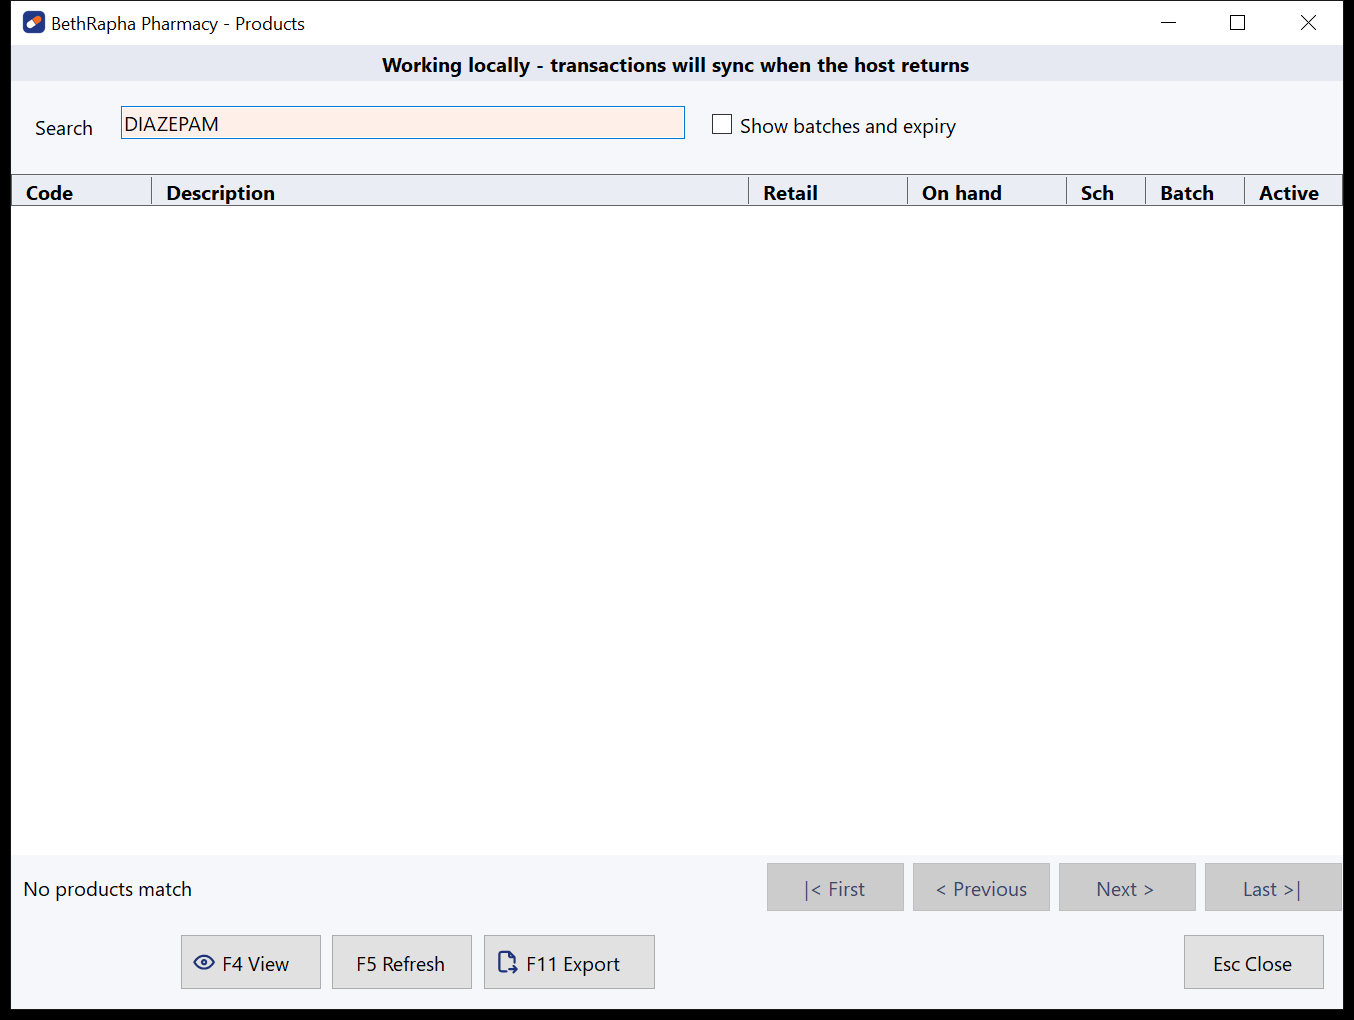 BethRapha Pharmacy - Products
Working locally - transactions will sync when the host returns
Search DIAZEPAM Show batches and expiry
Code Description Retail On hand Sch Batch Active
No products match |< First < Previous Next > Last >|
F4 View F5 Refresh F11 Export Esc Close